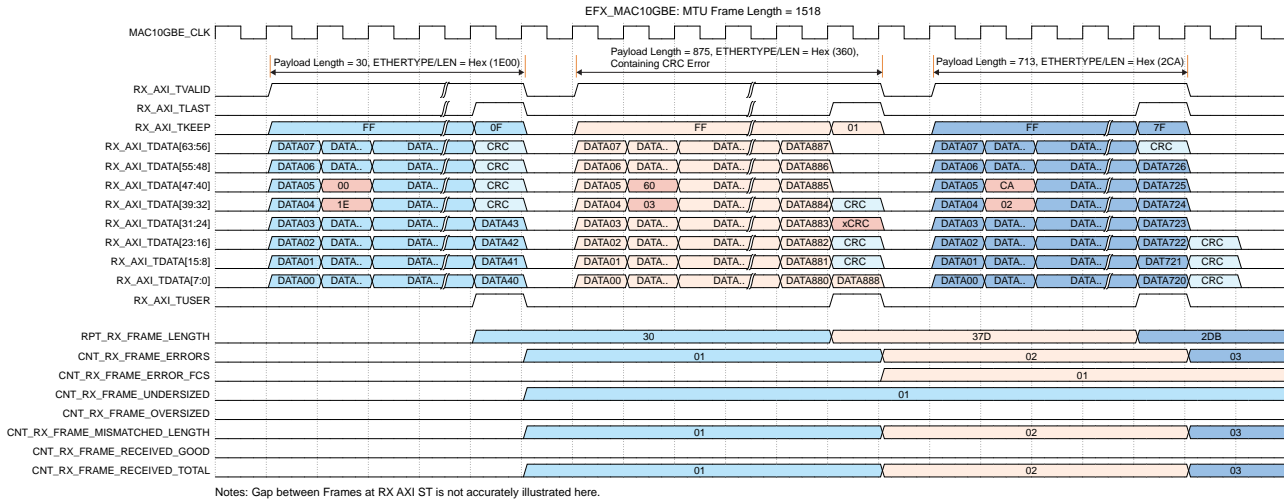 EFX_MAC10GBE: MTU Frame Length = 1518
MAC10GBE_CLK
Payload Length = 30, ETHERTYPE/LEN = Hex (1E00)
Payload Length = 875, ETHERTYPE/LEN = Hex (360),
Containing CRC Error
Payload Length = 713, ETHERTYPE/LEN = Hex (2CA)
RX_AXI_TVALID
RX_AXI_TLAST
RX_AXI_TKEEP FF 0F FF 01 FF 7F
RX_AXI_TDATA[63:56] DATA07 DATA.. DATA.. CRC DATA07 DATA.. DATA.. DATA887 DATA07 DATA.. DATA.. CRC
RX_AXI_TDATA[55:48] DATA06 DATA.. DATA.. CRC DATA06 DATA.. DATA.. DATA886 DATA06 DATA.. DATA.. DATA726
RX_AXI_TDATA[47:40] DATA05 00 DATA.. CRC DATA05 60 DATA.. DATA885 DATA05 CA DATA.. DATA725
RX_AXI_TDATA[39:32] DATA04 1E DATA.. CRC DATA04 03 DATA.. DATA884 CRC DATA04 02 DATA.. DATA724
RX_AXI_TDATA[31:24] DATA03 DATA.. DATA.. DATA43 DATA03 DATA.. DATA.. DATA883 xCRC DATA03 DATA.. DATA.. DATA723
RX_AXI_TDATA[23:16] DATA02 DATA.. DATA.. DATA42 DATA02 DATA.. DATA.. DATA882 CRC DATA02 DATA.. DATA.. DATA722 CRC
RX_AXI_TDATA[15:8] DATA01 DATA.. DATA.. DATA41 DATA01 DATA.. DATA.. DATA881 CRC DATA01 DATA.. DATA.. DAT721 CRC
RX_AXI_TDATA[7:0] DATA00 DATA.. DATA.. DATA40 DATA00 DATA.. DATA.. DATA880 DATA888 DATA00 DATA.. DATA.. DATA720 CRC
RX_AXI_TUSER
RPT_RX_FRAME_LENGTH 30 37D 2DB
CNT_RX_FRAME_ERRORS 01 02 03
CNT_RX_FRAME_ERROR_FCS 01
CNT_RX_FRAME_UNDERSIZED 01
CNT_RX_FRAME_OVERSIZED
CNT_RX_FRAME_MISMATCHED_LENGTH 01 02 03
CNT_RX_FRAME_RECEIVED_GOOD
CNT_RX_FRAME_RECEIVED_TOTAL 01 02 03
Notes: Gap between Frames at RX AXI ST is not accurately illustrated here.